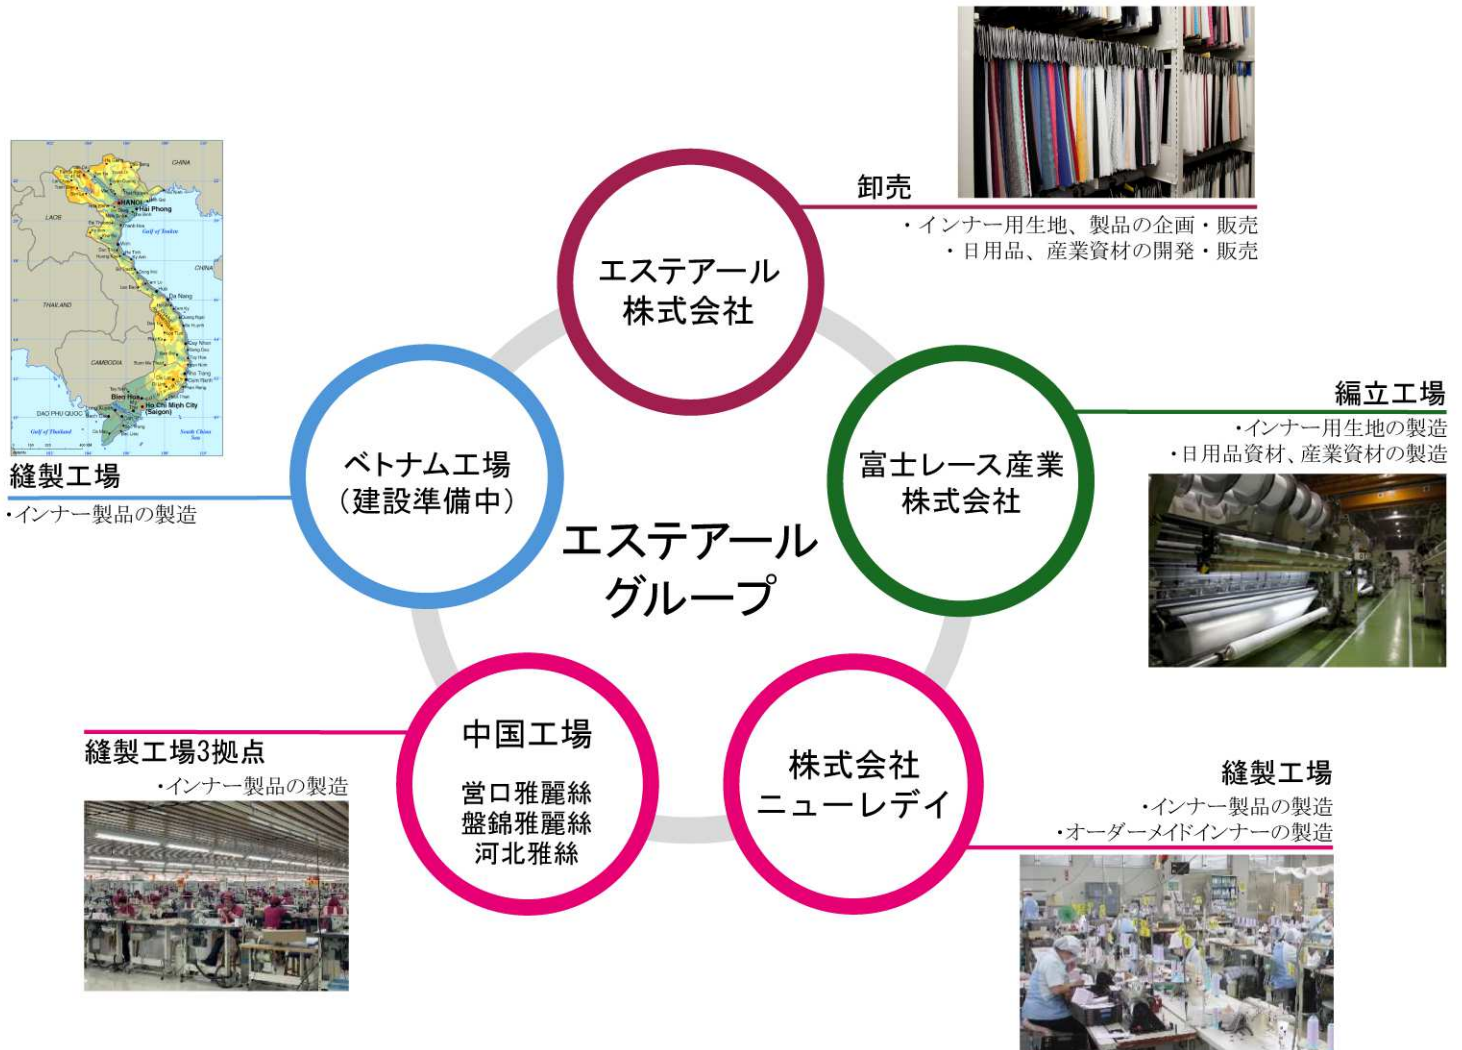 卸売
・インナー用生地、製品の企画・販売
・日用品、産業資材の開発・販売
エステアール
株式会社
編立工場
・インナー用生地の製造
・日用品資材、産業資材の製造
富士レース産業
株式会社
縫製工場
・インナー製品の製造
ベトナム工場
（建設準備中）
エステアール
グループ
縫製工場3拠点
・インナー製品の製造
中国工場
営口雅麗絲
盤錦雅麗絲
河北雅絲
株式会社
ニューレディ
縫製工場
・インナー製品の製造
・オーダーメイドインナーの製造
CHINA
HANOI
Hai Phong
LAOS
Gulf of Tonkin
CHINA
THAILAND
Da Nang
CAMBODIA
Bien Hoa
Ho Chi Minh City
(Saigon)
DAO PHU QUOC
Gulf of Thailand
South China
Sea